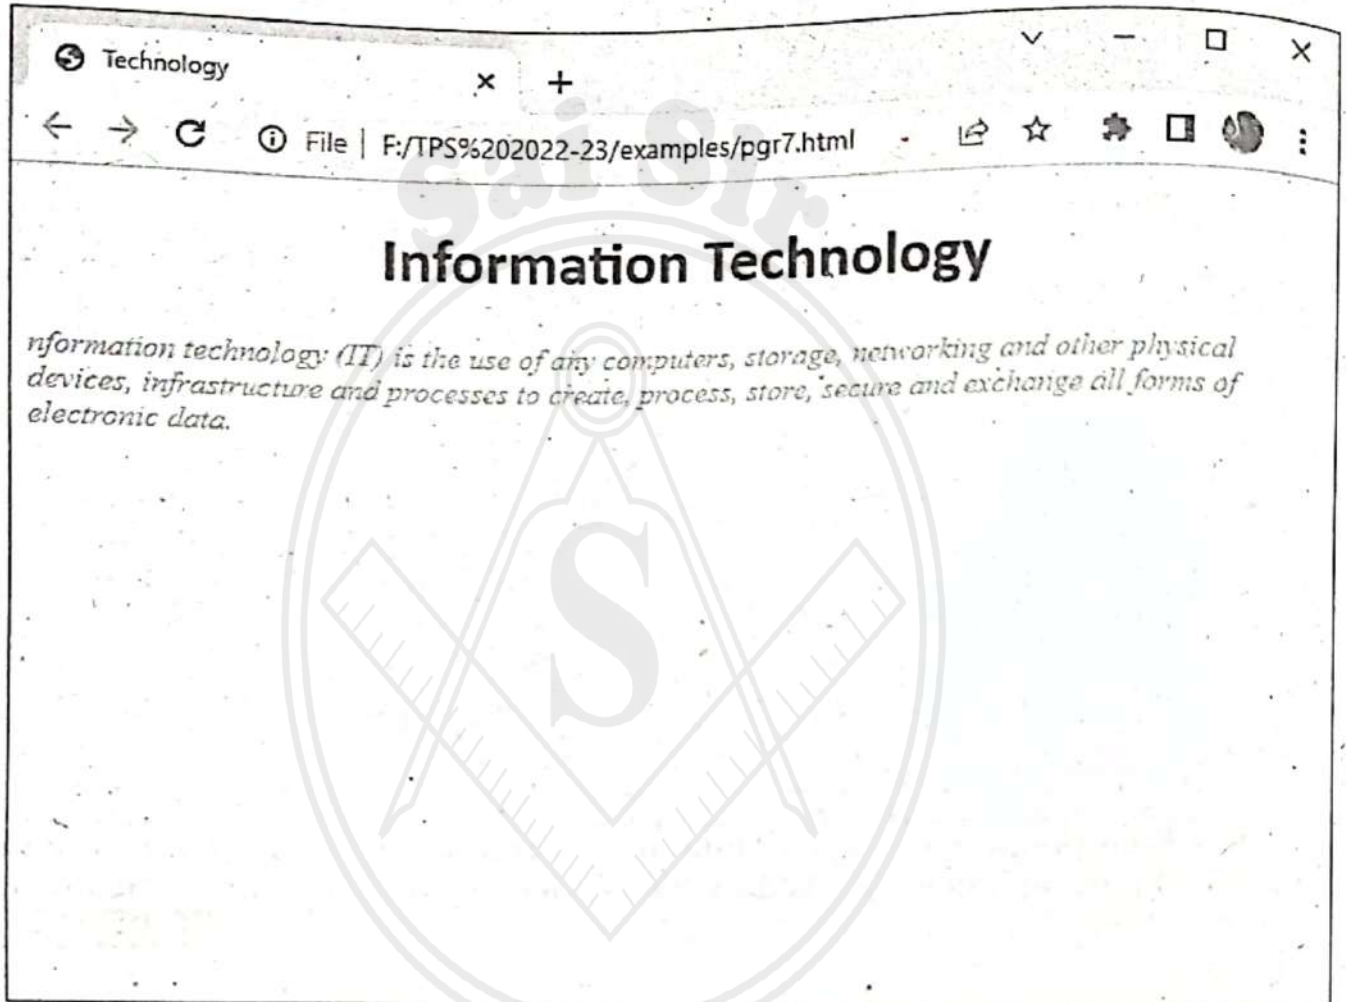 Technology
File | F:/TPS%202022-23/examples/pgr7.html
Sai Sir
Information Technology
nformation technology (IT) is the use of any computers, storage, networking and other physical
devices, infrastructure and processes to create, process, store, secure and exchange all forms of
electronic data.
S